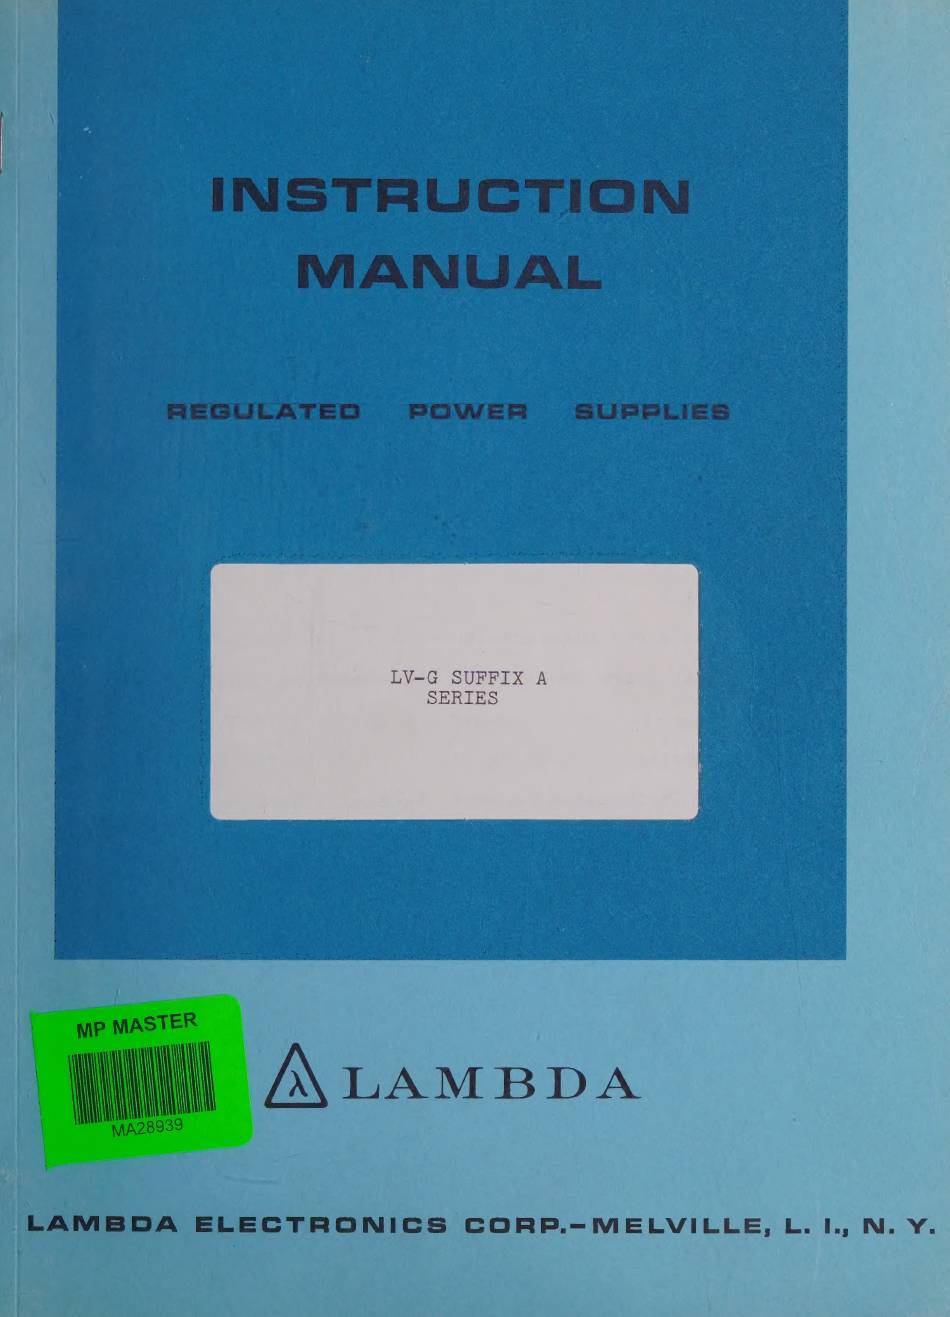 INSTRUCTION
MANUAL
REGULATED POWER SUPPLIES
LV-G SUFFIX A
SERIES
MP MASTER
MA28939
λ LAMBDA
LAMBDA ELECTRONICS CORP.-MELVILLE, L. I., N. Y.